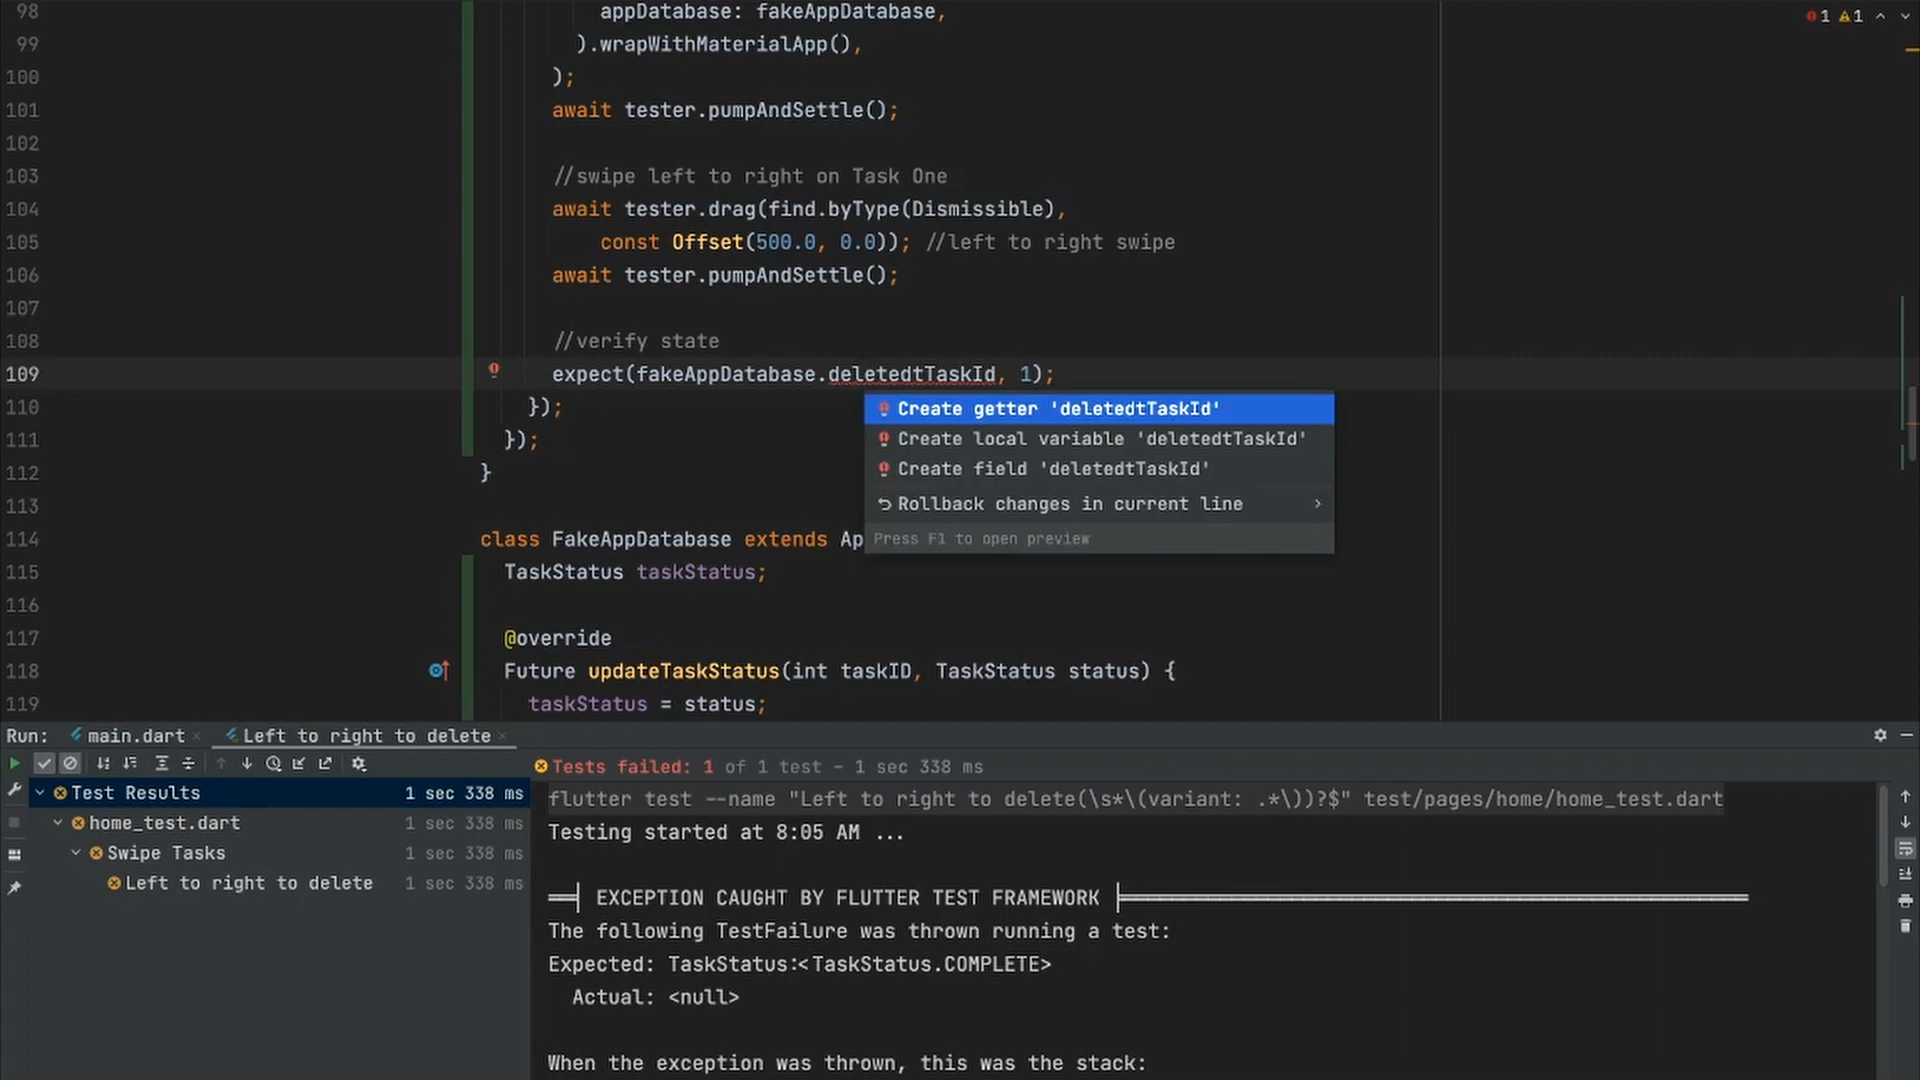 98 appDatabase: fakeAppDatabase,
1 1
99 ).wrapWithMaterialApp(),
100 );
101 await tester.pumpAndSettle();
102
103 //swipe left to right on Task One
104 await tester.drag(find.byType(Dismissible),
105 const Offset(500.0, 0.0)); //left to right swipe
106 await tester.pumpAndSettle();
107
108 //verify state
109 expect(fakeAppDatabase.deletedtTaskId, 1);
110 });
111 });
112 }
113
114 class FakeAppDatabase extends Ap
115 TaskStatus taskStatus;
116
117 @override
118 Future updateTaskStatus(int taskID, TaskStatus status) {
119 taskStatus = status;
Create getter 'deletedtTaskId'
Create local variable 'deletedtTaskId'
Create field 'deletedtTaskId'
Rollback changes in current line
Press F1 to open preview
Run: main.dart Left to right to delete
Tests failed: 1 of 1 test – 1 sec 338 ms
Test Results 1 sec 338 ms
home_test.dart 1 sec 338 ms
Swipe Tasks 1 sec 338 ms
Left to right to delete 1 sec 338 ms
flutter test --name "Left to right to delete(\s*\(variant: .*\))?$" test/pages/home/home_test.dart
Testing started at 8:05 AM ...
══╡ EXCEPTION CAUGHT BY FLUTTER TEST FRAMEWORK ╞════════════════════════════════════════════════════
The following TestFailure was thrown running a test:
Expected: TaskStatus:<TaskStatus.COMPLETE>
Actual: <null>
When the exception was thrown, this was the stack: